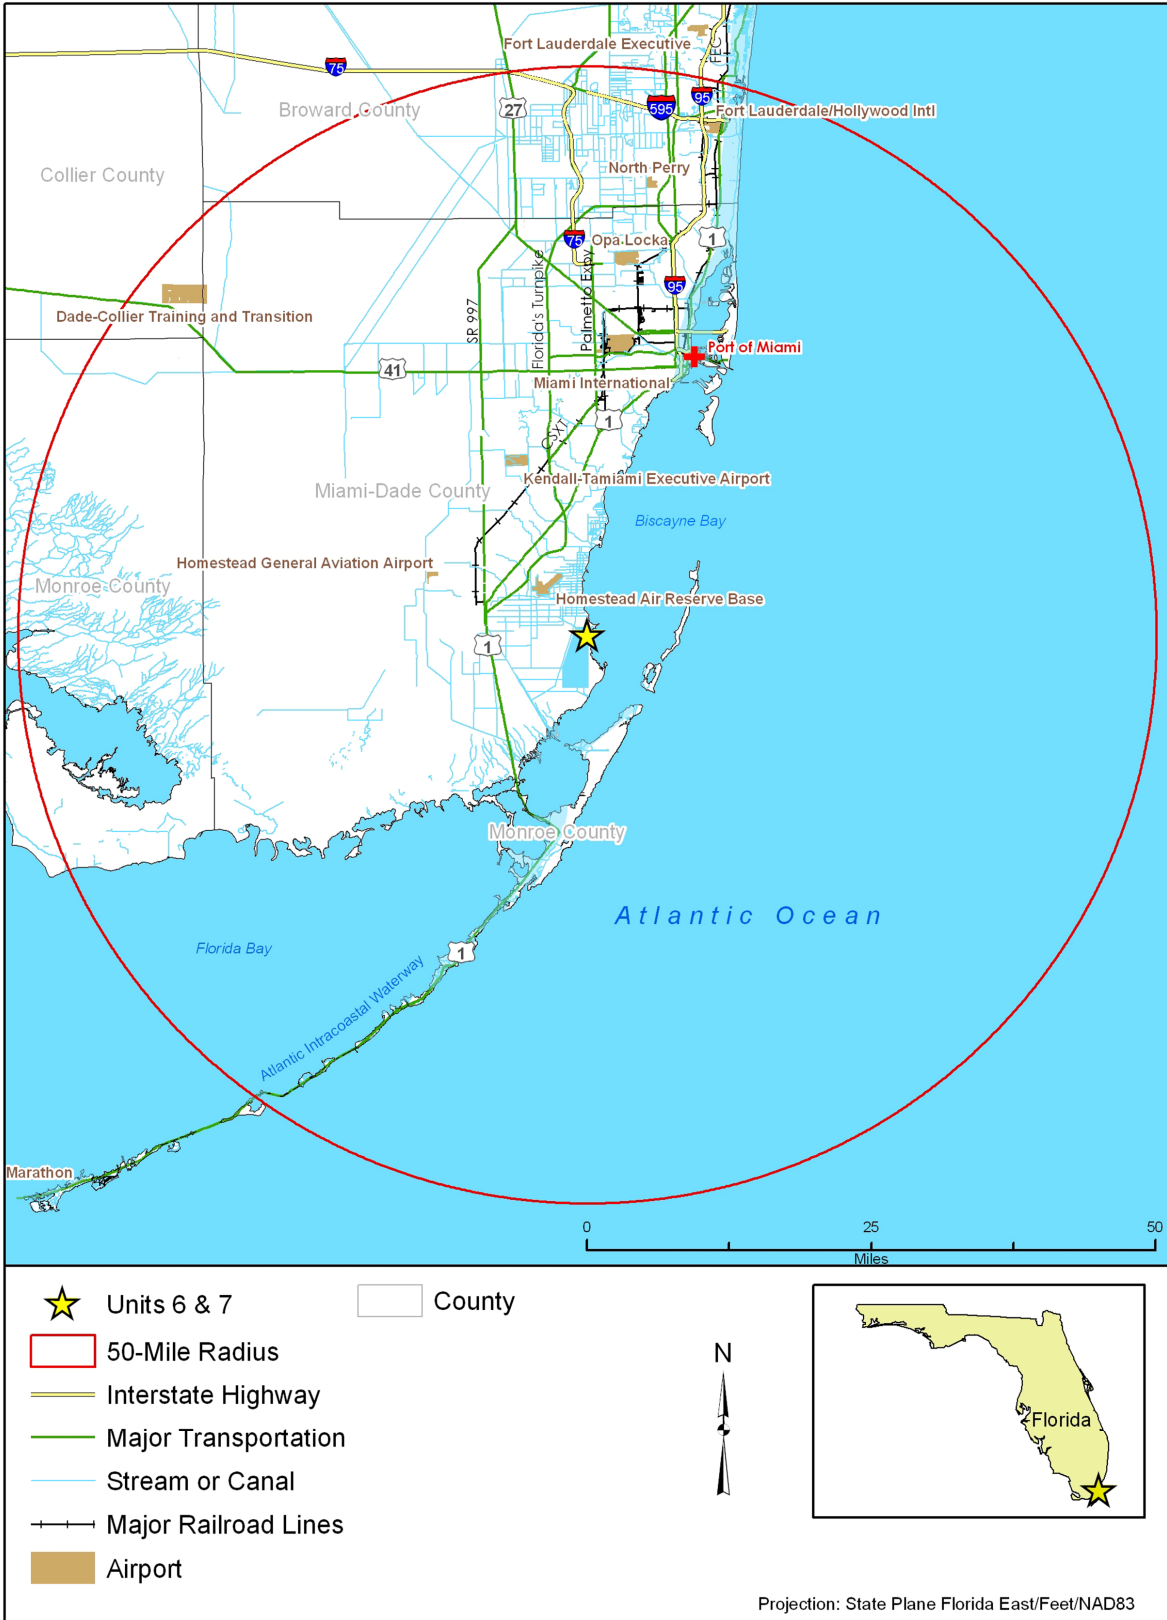 Fort Lauderdale Executive
FEC
75
27
595
95
Broward County
Fort Lauderdale/Hollywood Intl
Collier County
North Perry
75
Opa Locka
1
95
SR 997
Florida's Turnpike
Palmetto Expy
Dade-Collier Training and Transition
Port of Miami
41
Miami International
1
CSXT
Kendall-Tamiami Executive Airport
Miami-Dade County
Biscayne Bay
Homestead General Aviation Airport
Monroe County
Homestead Air Reserve Base
1
Monroe County
Atlantic Ocean
Florida Bay
1
Atlantic Intracoastal Waterway
Marathon
0 25 50
Miles
Units 6 & 7
County
50-Mile Radius
Interstate Highway
Major Transportation
Stream or Canal
Major Railroad Lines
Airport
N
Florida
Projection: State Plane Florida East/Feet/NAD83